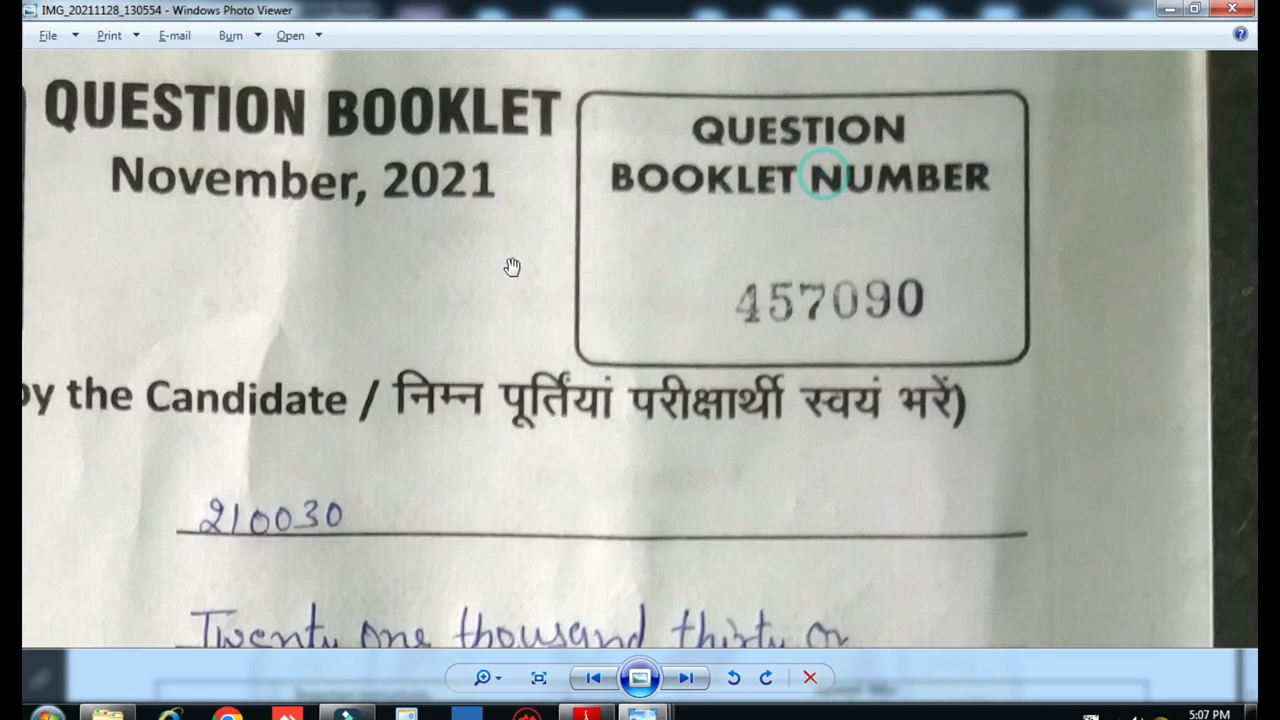 IMG_20211128_130554 - Windows Photo Viewer
File Print E-mail Burn Open
QUESTION BOOKLET
November, 2021
QUESTION
BOOKLET NUMBER
457090
by the Candidate / निम्न पूर्तियां परीक्षार्थी स्वयं भरें)
210030
Twenty one thousand thirty
5:07 PM